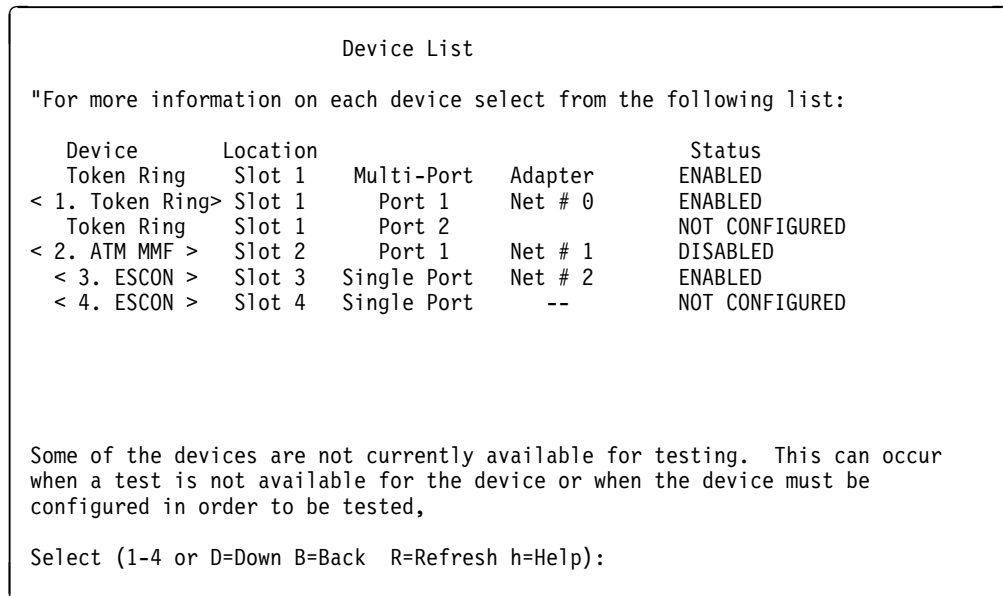 Device List
"For more information on each device select from the following list:
Device Location Status
Token Ring Slot 1 Multi-Port Adapter ENABLED
< 1. Token Ring> Slot 1 Port 1 Net # 0 ENABLED
Token Ring Slot 1 Port 2 NOT CONFIGURED
< 2. ATM MMF > Slot 2 Port 1 Net # 1 DISABLED
< 3. ESCON > Slot 3 Single Port Net # 2 ENABLED
< 4. ESCON > Slot 4 Single Port -- NOT CONFIGURED
Some of the devices are not currently available for testing. This can occur
when a test is not available for the device or when the device must be
configured in order to be tested,
Select (1-4 or D=Down B=Back R=Refresh h=Help):